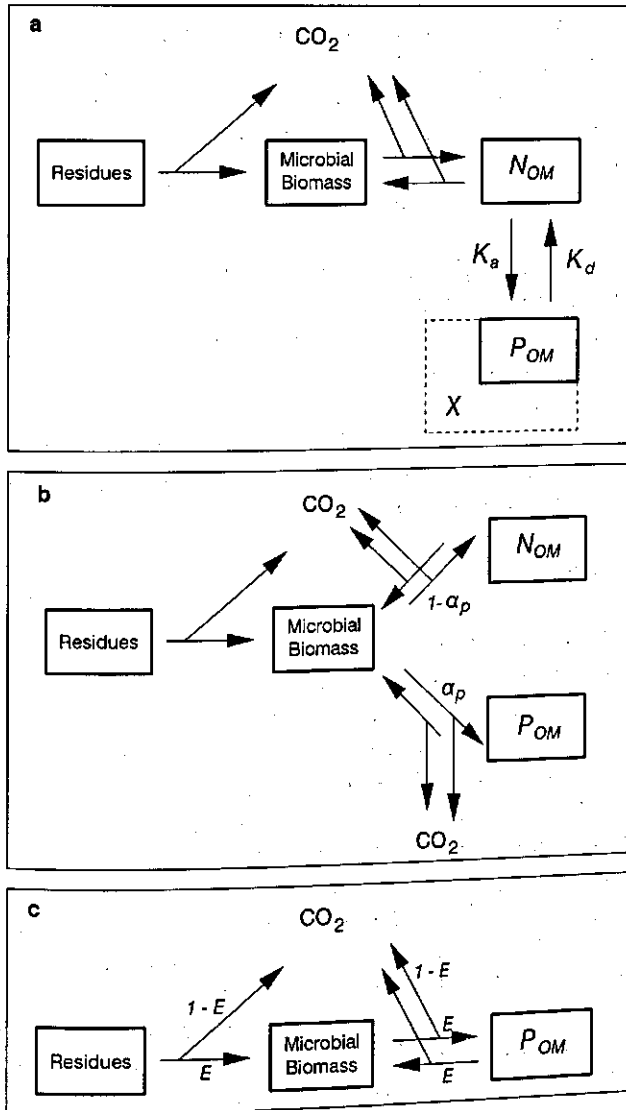 a
CO2
Residues
Microbial
Biomass
NOM
Ka
Kd
POM
X
b
CO2
NOM
1-αp
Residues
Microbial
Biomass
αp
POM
CO2
c
CO2
1 - E
1 - E
Residues
E
Microbial
Biomass
E
E
POM